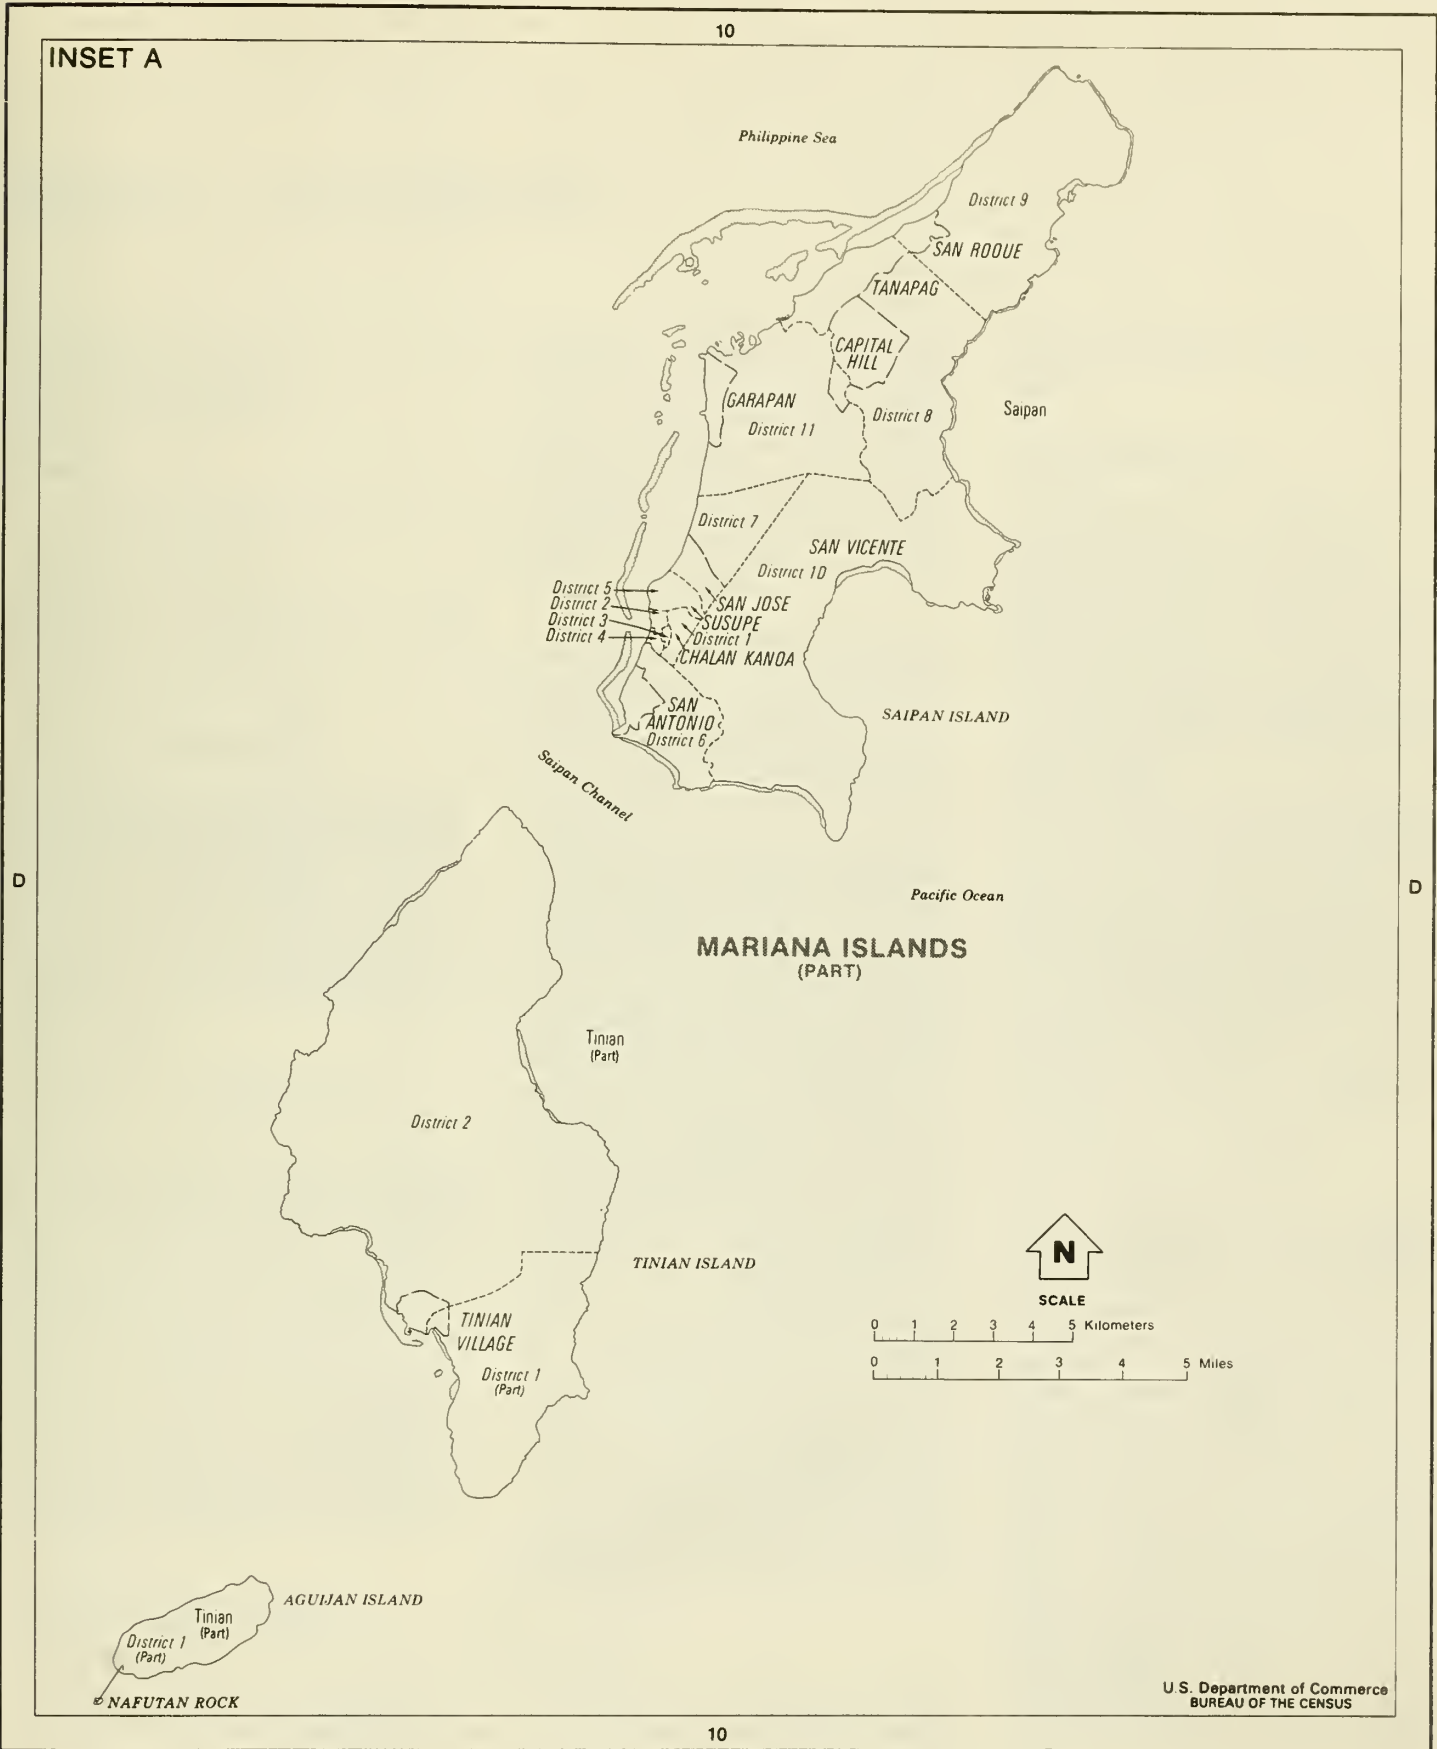 10
INSET A
Philippine Sea
District 9
SAN ROQUE
TANAPAG
CAPITAL
HILL
GARAPAN
District 8
Saipan
District 11
District 7
SAN VICENTE
District 10
District 5
District 2
SAN JOSE
District 3
SUSUPE
District 4
District 1
CHALAN KANOA
SAN
ANTONIO
District 6
SAIPAN ISLAND
Saipan Channel
D
D
Pacific Ocean
MARIANA ISLANDS
(PART)
Tinian
(Part)
District 2
TINIAN ISLAND
N
SCALE
0 1 2 3 4 5 Kilometers
0 1 2 3 4 5 Miles
TINIAN
VILLAGE
District 1
(Part)
AGUIJAN ISLAND
Tinian
(Part)
District 1
(Part)
NAFUTAN ROCK
U.S. Department of Commerce
BUREAU OF THE CENSUS
10